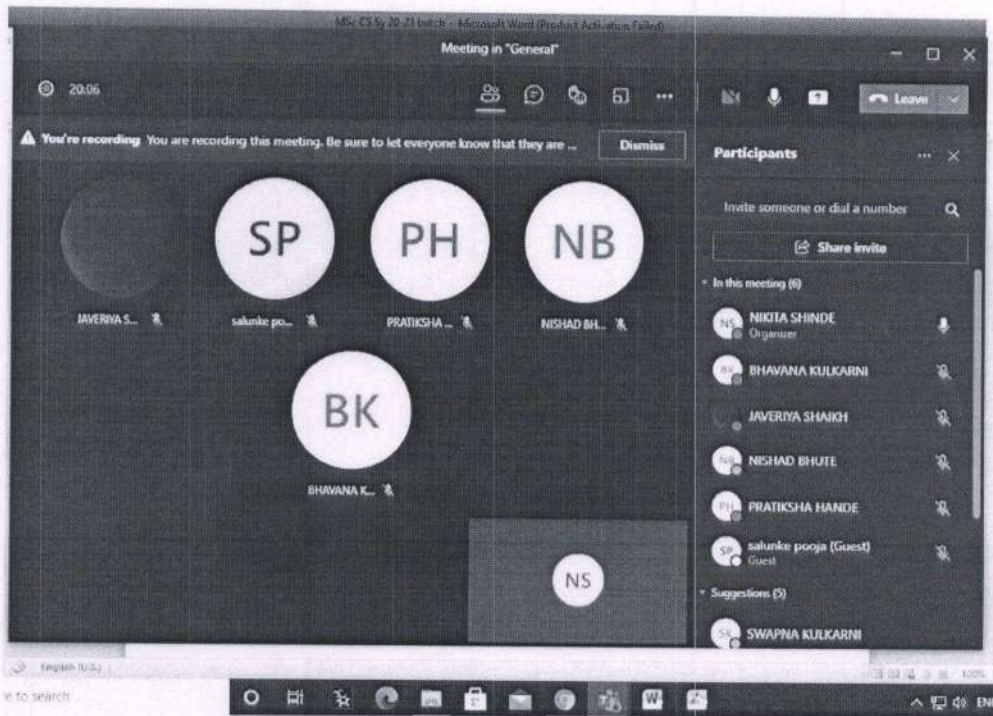 MSc CS Sy 20-21 batch - Microsoft Word (Product Activation Failed)
Meeting in "General"
20:06
Leave
You're recording You are recording this meeting. Be sure to let everyone know that they are ...
Dismiss
Participants
Invite someone or dial a number
Share invite
SP
PH
NB
JAVERIYA S...
salunke po...
PRATIKSHA ...
NISHAD BH...
BK
BHAVANA K...
NS
In this meeting (6)
NS
NIKITA SHINDE
Organizer
BK
BHAVANA KULKARNI
JAVERIYA SHAIKH
NB
NISHAD BHUTE
PH
PRATIKSHA HANDE
SP
salunke pooja (Guest)
Guest
Suggestions (5)
SK
SWAPNA KULKARNI
English (U.S.)
100%
e to search
W
ENG